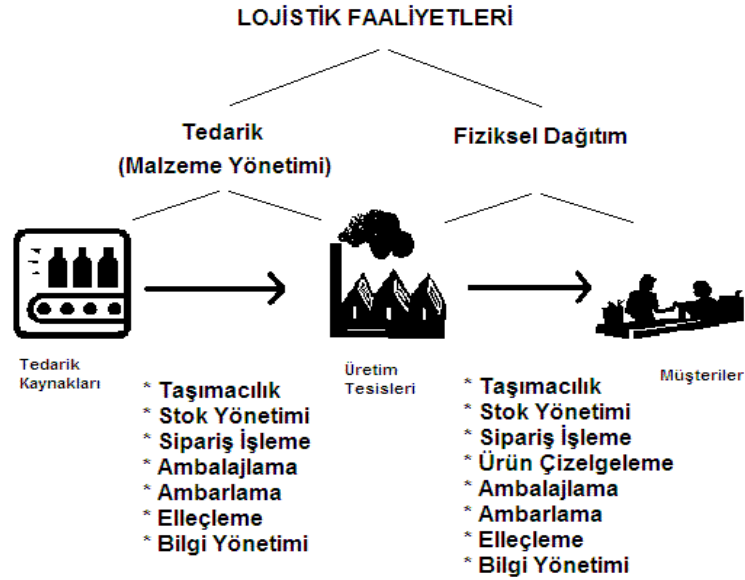 LOJİSTİK FAALİYETLERİ
Tedarik
(Malzeme Yönetimi)
Fiziksel Dağıtım
Tedarik
Kaynakları
Üretim
Tesisleri
Müşteriler
* Taşımacılık
* Stok Yönetimi
* Sipariş İşleme
* Ambalajlama
* Ambarlama
* Elleçleme
* Bilgi Yönetimi
* Taşımacılık
* Stok Yönetimi
* Sipariş İşleme
* Ürün Çizelgeleme
* Ambalajlama
* Ambarlama
* Elleçleme
* Bilgi Yönetimi